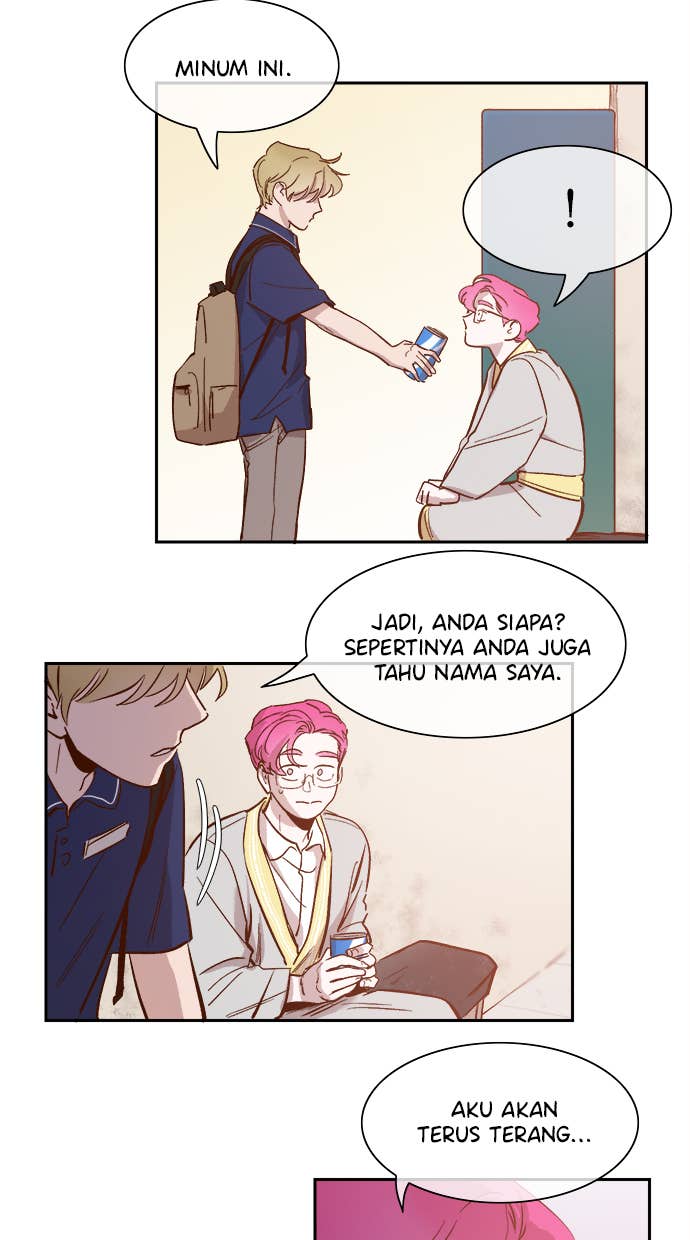 MINUM INI.
!
JADI, ANDA SIAPA?
SEPERTINYA ANDA JUGA
TAHU NAMA SAYA.
AKU AKAN
TERUS TERANG...